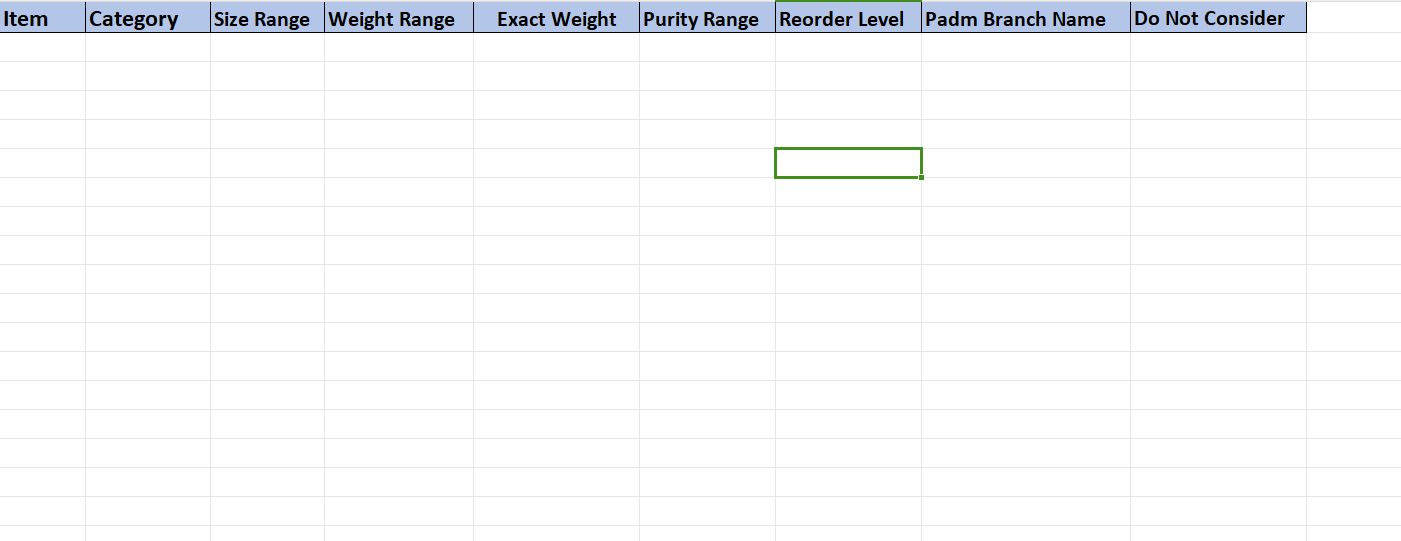 Item Category Size Range Weight Range Exact Weight Purity Range Reorder Level Padm Branch Name Do Not Consider